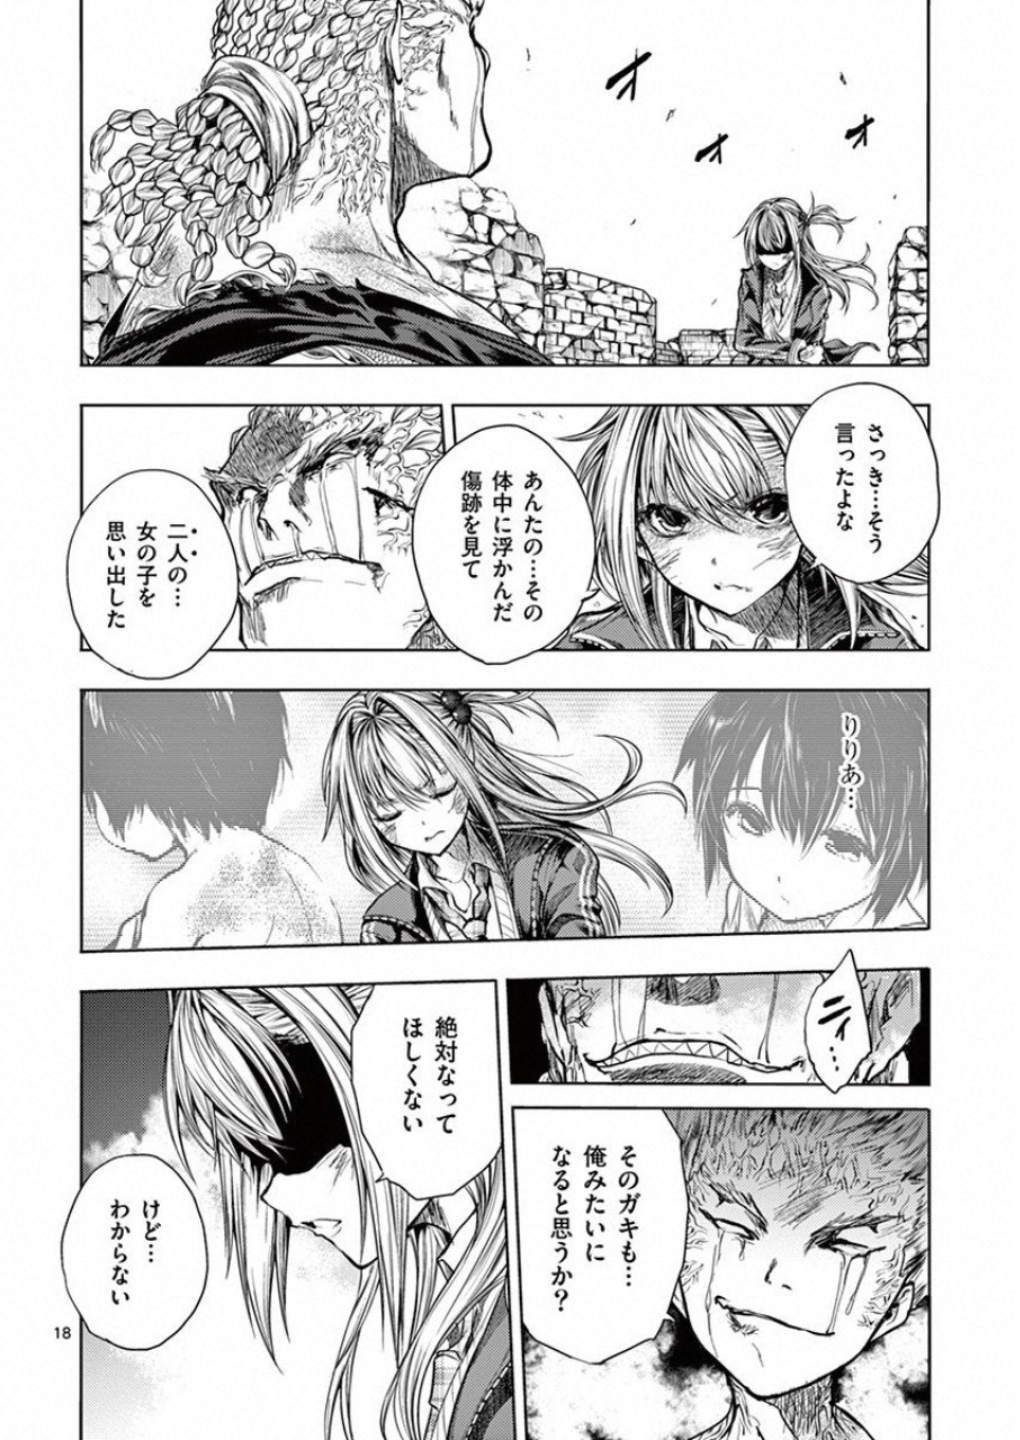 オ
オ
オ
さっき…そう
言ったよな
あんたの…その
体中に浮かんだ
傷跡を見て
二人の…
女の子を
思い出した
りりあ…
ニィ…
そのガキも…
俺みたいに
なると思うか?
絶対なって
ほしくない
けど…
わからない
18